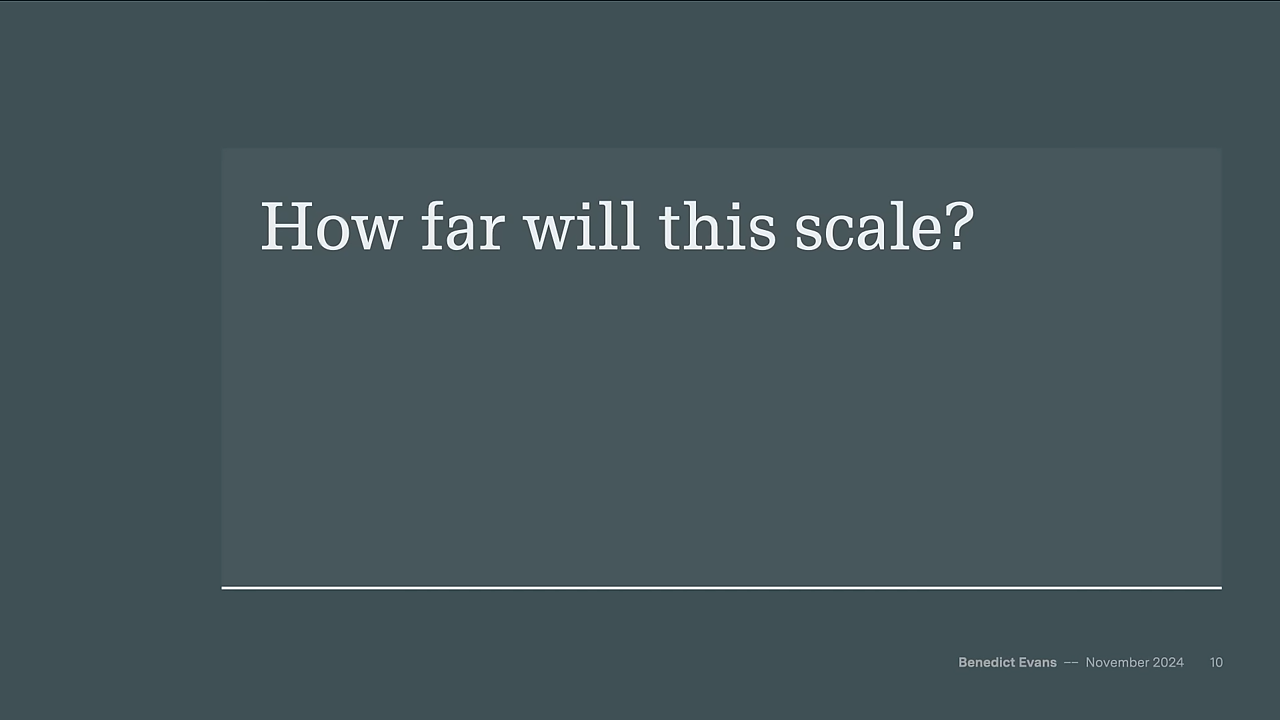 How far will this scale?
Benedict Evans –– November 2024 10